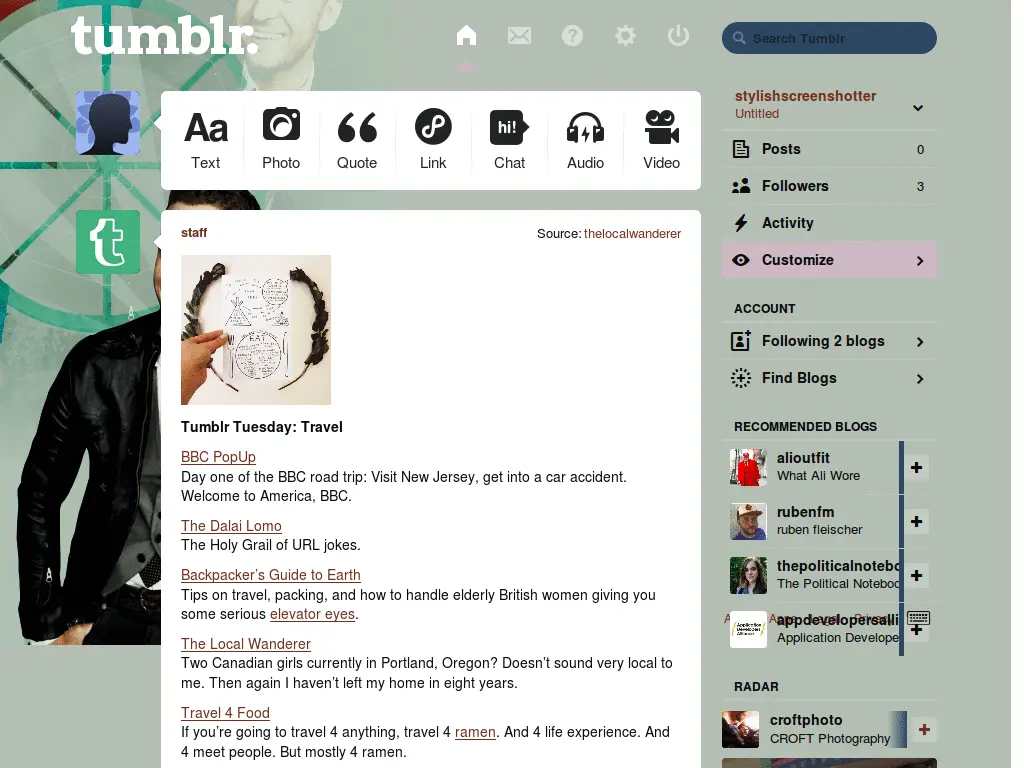 tumblr.
Search Tumblr
Aa
hi!
Text
Photo
Quote
Link
Chat
Audio
Video
stylishscreenshotter
Untitled
Posts 0
Followers 3
Activity
Customize
ACCOUNT
Following 2 blogs
Find Blogs
RECOMMENDED BLOGS
alioutfit
What Ali Wore
rubenfm
ruben fleischer
thepoliticalnotebo
The Political Noteboo
appdevelopersalli
Application Develope
RADAR
croftphoto
CROFT Photography
staff
Source: thelocalwanderer
EAT
Tumblr Tuesday: Travel
BBC PopUp
Day one of the BBC road trip: Visit New Jersey, get into a car accident.
Welcome to America, BBC.
The Dalai Lomo
The Holy Grail of URL jokes.
Backpacker’s Guide to Earth
Tips on travel, packing, and how to handle elderly British women giving you
some serious elevator eyes.
The Local Wanderer
Two Canadian girls currently in Portland, Oregon? Doesn’t sound very local to
me. Then again I haven’t left my home in eight years.
Travel 4 Food
If you’re going to travel 4 anything, travel 4 ramen. And 4 life experience. And
4 meet people. But mostly 4 ramen.